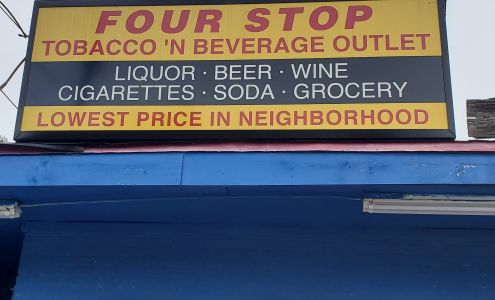 FOUR STOP
TOBACCO 'N BEVERAGE OUTLET
LIQUOR · BEER · WINE
CIGARETTES · SODA · GROCERY
LOWEST PRICE IN NEIGHBORHOOD